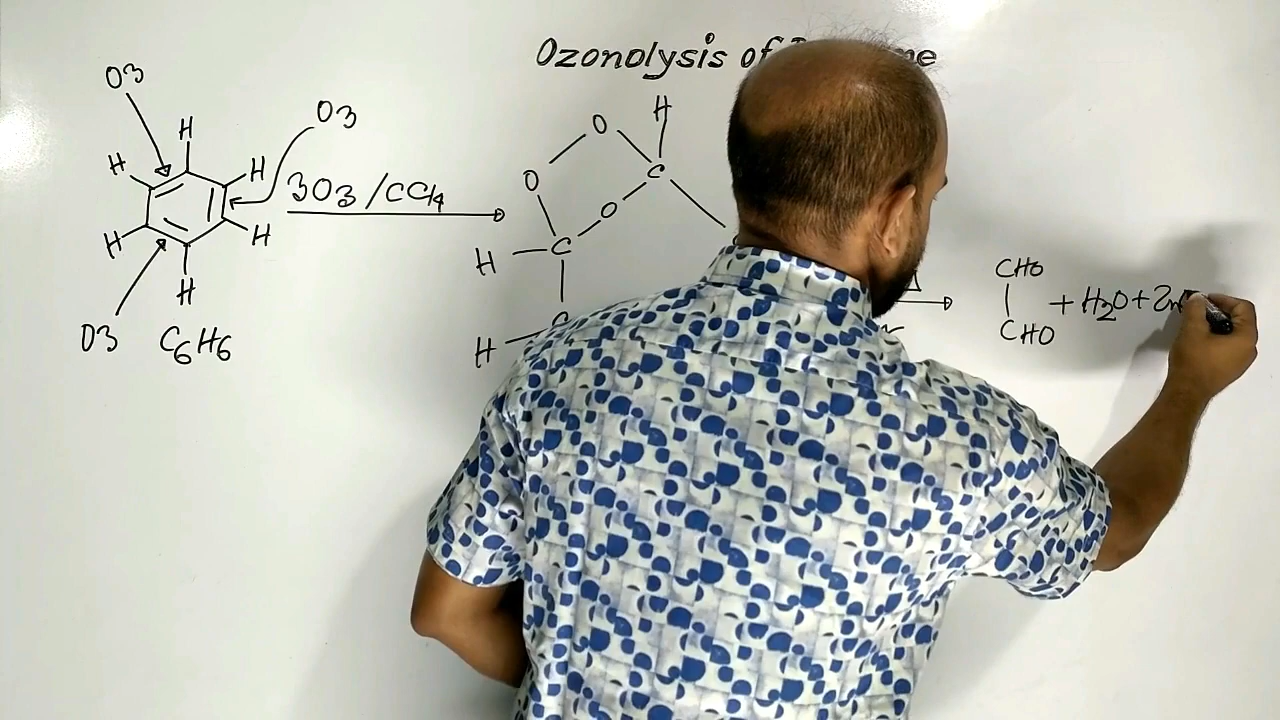 Ozonolysis of
O3
H
H
H
H
H
H
O3
3O3/CCl4
O3
C6H6
H
O
C
O
O
H
C
H
CHO
CHO
+ H2O + Zn